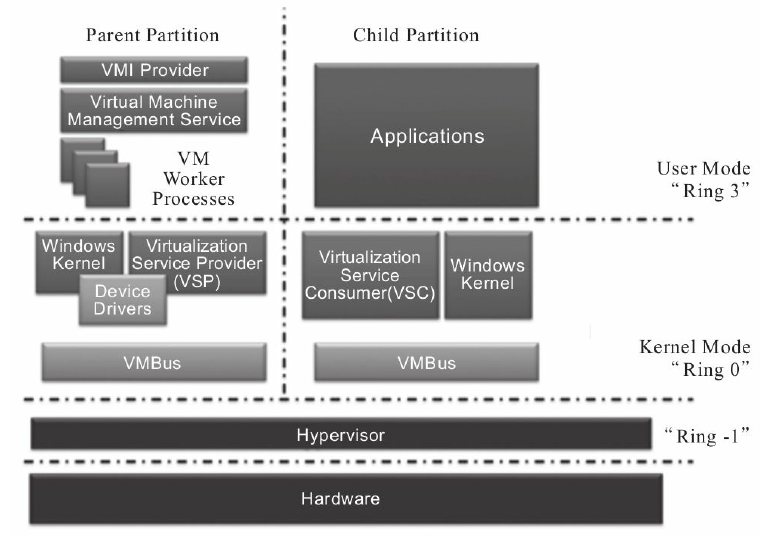 Parent Partition
Child Partition
VMI Provider
Virtual Machine
Management Service
VM
Worker
Processes
Applications
User Mode
“Ring 3”
Windows
Kernel
Virtualization
Service Provider
(VSP)
Device
Drivers
Virtualization
Service
Consumer(VSC)
Windows
Kernel
VMBus
VMBus
Kernel Mode
“Ring 0”
Hypervisor
“Ring -1”
Hardware